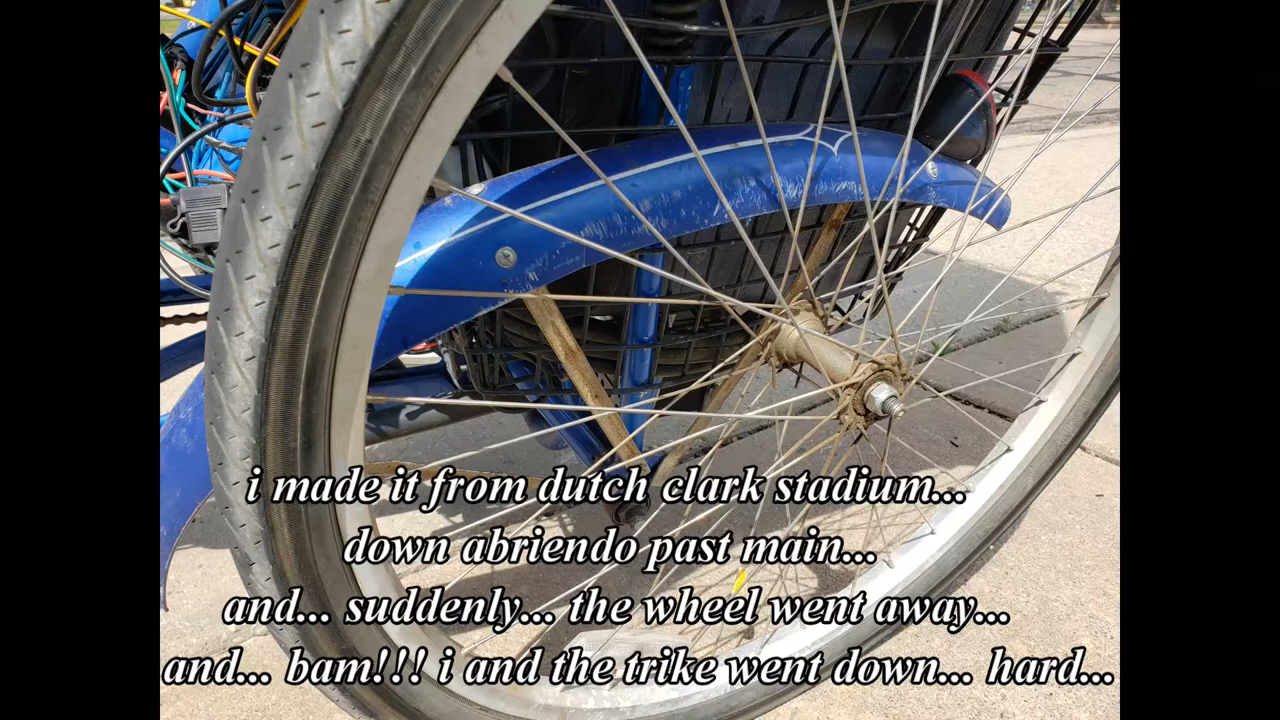 i made it from dutch clark stadium...
down abriendo past main...
and... suddenly... the wheel went away...
and... bam!!! i and the trike went down... hard...